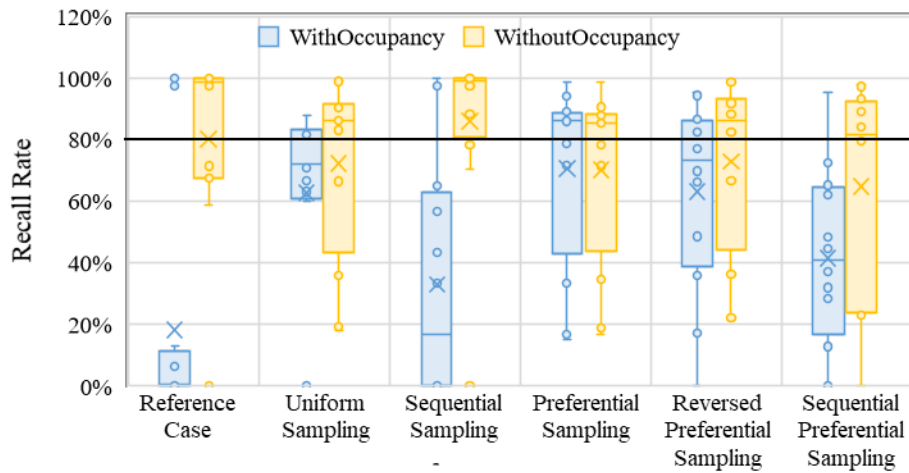 120%
WithOccupancy WithoutOccupancy
100%
80%
60%
40%
20%
0%
Recall Rate
Reference Case
Uniform Sampling
Sequential Sampling
-
Preferential Sampling
Reversed Preferential Sampling
Sequential Preferential Sampling